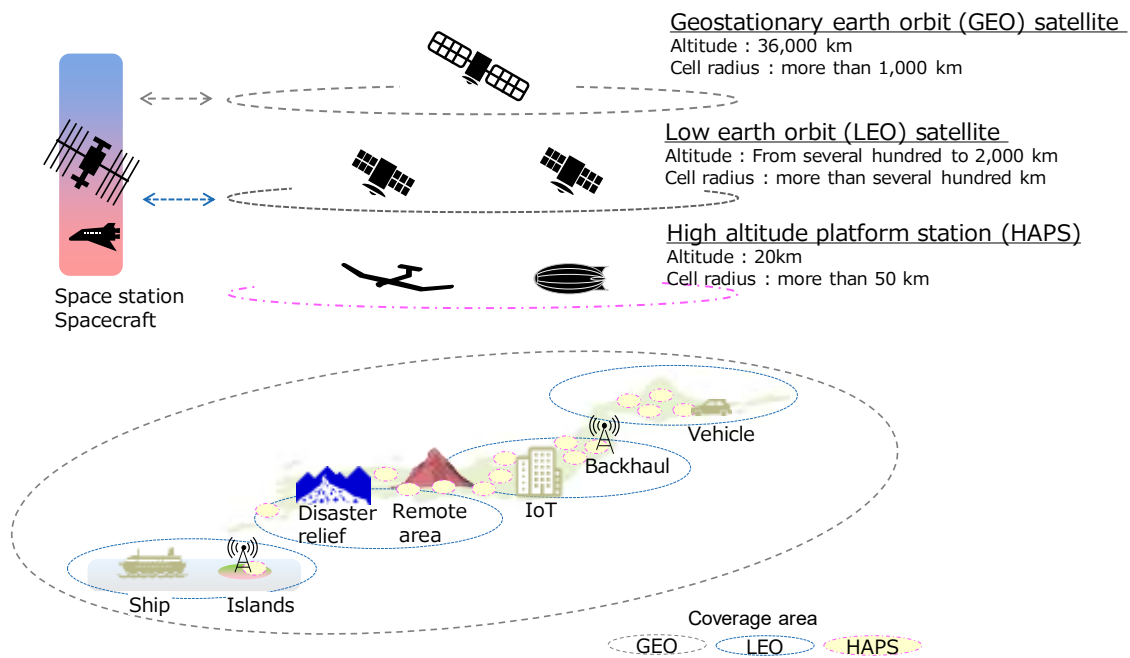 Geostationary earth orbit (GEO) satellite
Altitude : 36,000 km
Cell radius : more than 1,000 km
Low earth orbit (LEO) satellite
Altitude : From several hundred to 2,000 km
Cell radius : more than several hundred km
High altitude platform station (HAPS)
Altitude : 20km
Cell radius : more than 50 km
Space station
Spacecraft
Vehicle
Backhaul
Disaster
relief
Remote
area
IoT
Ship
Islands
Coverage area
GEO
LEO
HAPS